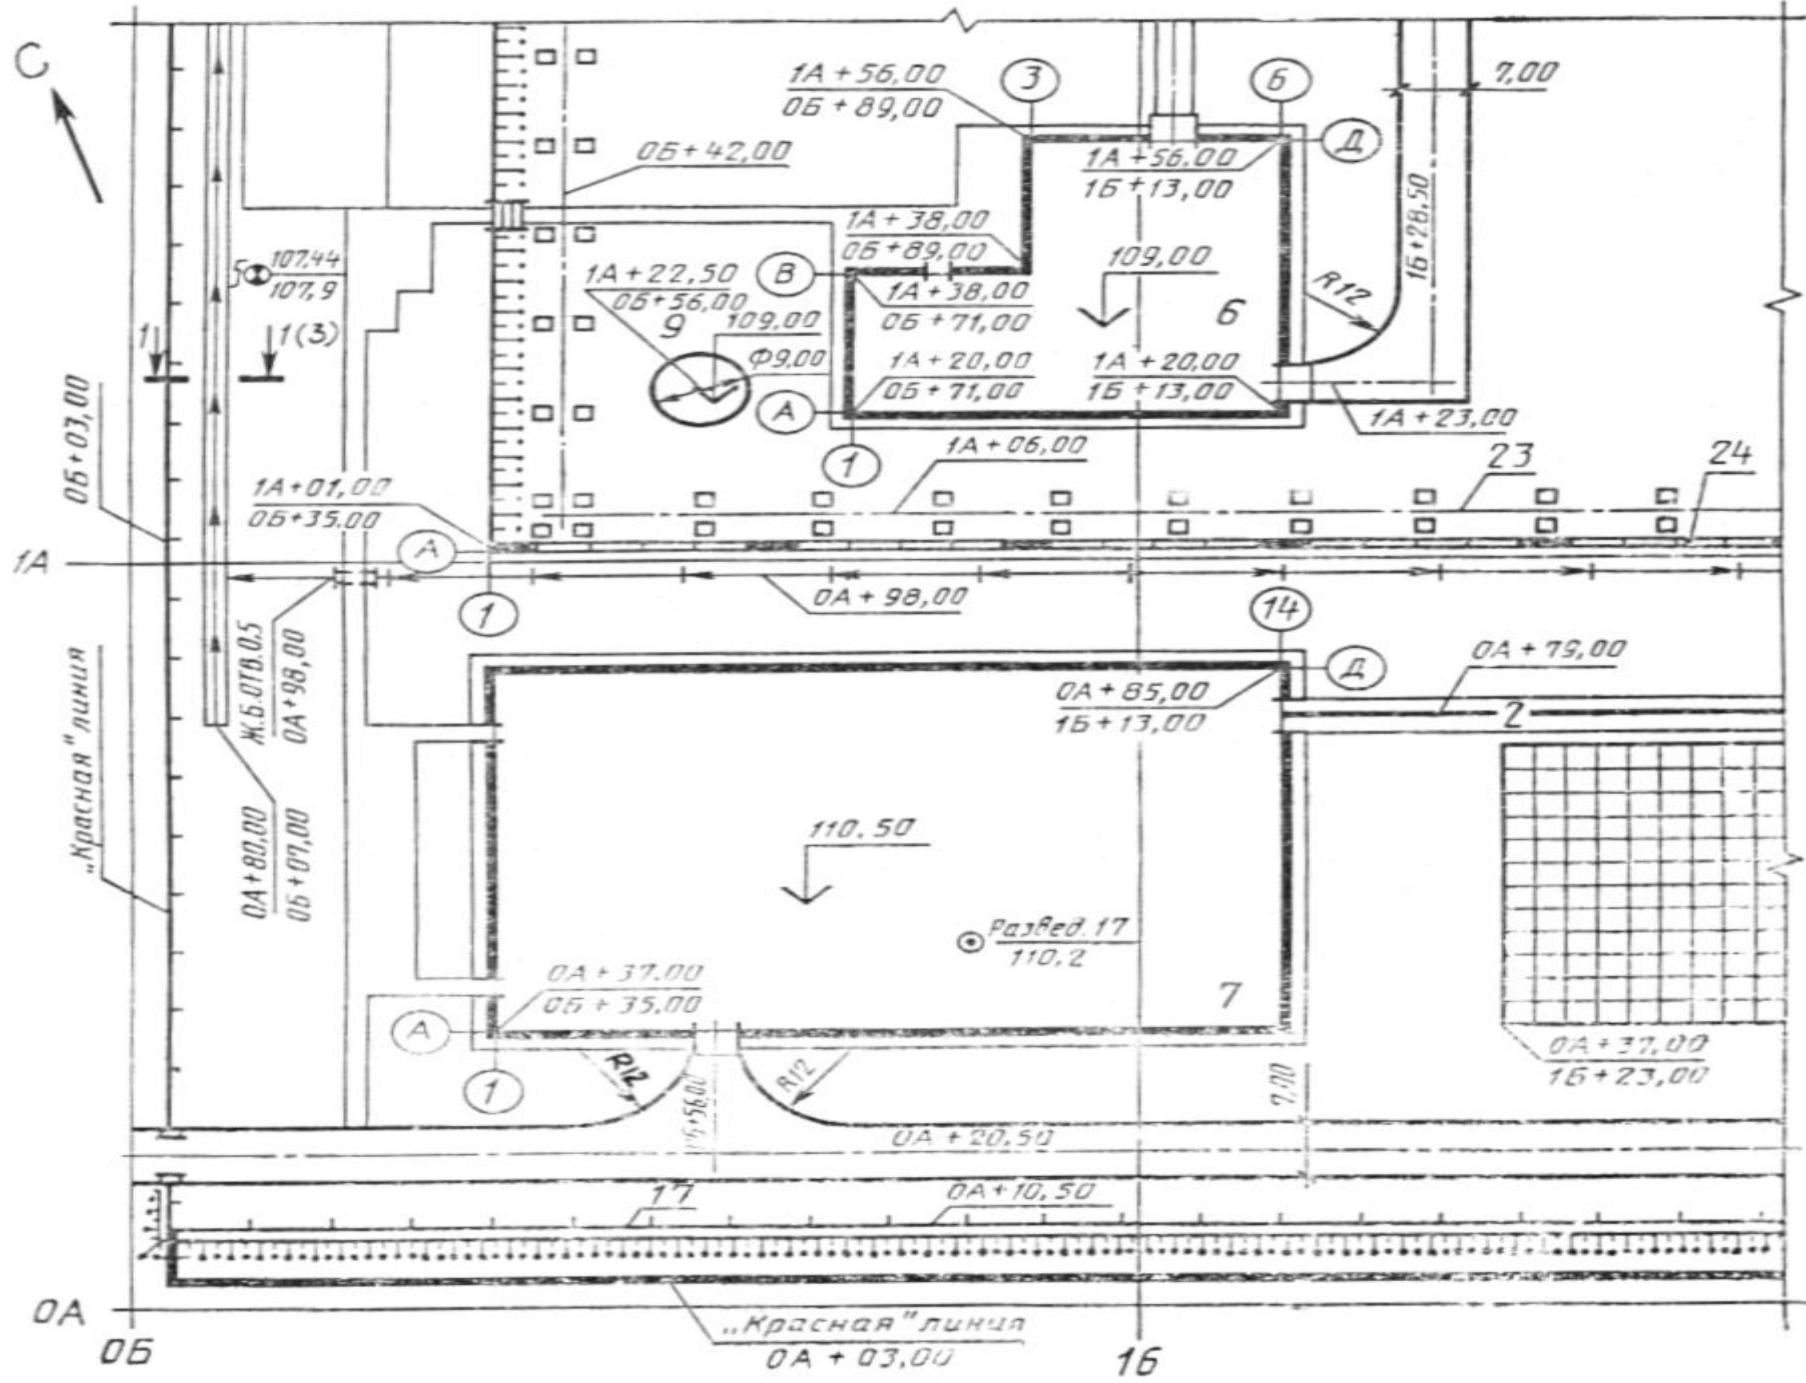 С
1А+56,00
0Б+89,00
3
Б
7,00
0Б+42,00
Д
1А+56,00
1Б+13,00
1Б+28,50
1А+38,00
0Б+89,00
5
107,44
107,9
1А+22,50
0Б+56,00
В
109,00
1А+38,00
0Б+71,00
6
R12
1
1(3)
9
109,00
Ф9,00
1А+20,00
0Б+71,00
1А+20,00
1Б+13,00
А
1А+23,00
0Б+03,00
1
1А+06,00
23
24
1А+01,00
0Б+35.00
А
1А
0А+98,00
1
14
Ж.Б.ОТВ.0.5
0А+98,00
Д
0А+79,00
0А+85,00
1Б+13,00
2
„Красная" линия
0А+80,00
0Б+07,00
110.50
Развед.17
110,2
7
0А+37.00
0Б+35,00
А
1
R12
0Б+56,00
R12
7,00
0А+37,00
1Б+23,00
0А+20,50
17
0А+10,50
0А
„Красная" линия
0А+03,00
0Б
1Б